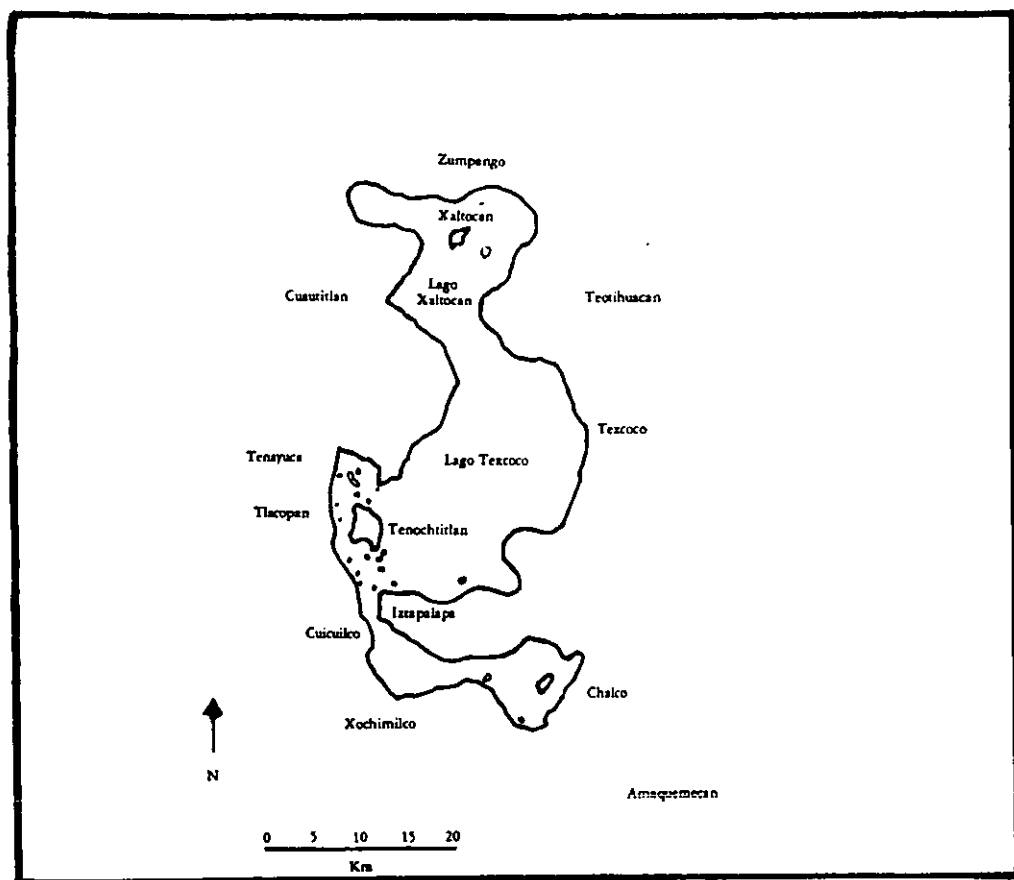 Zumpango
Xaltocan
Lago
Xaltocan
Cuautitlan
Teotihuacan
Texcoco
Tenayuca
Lago Texcoco
Tlacopan
Tenochtitlan
Iztapalapa
Cuicuilco
Chalco
Xochimilco
N
Amaquemecan
0 5 10 15 20
Km